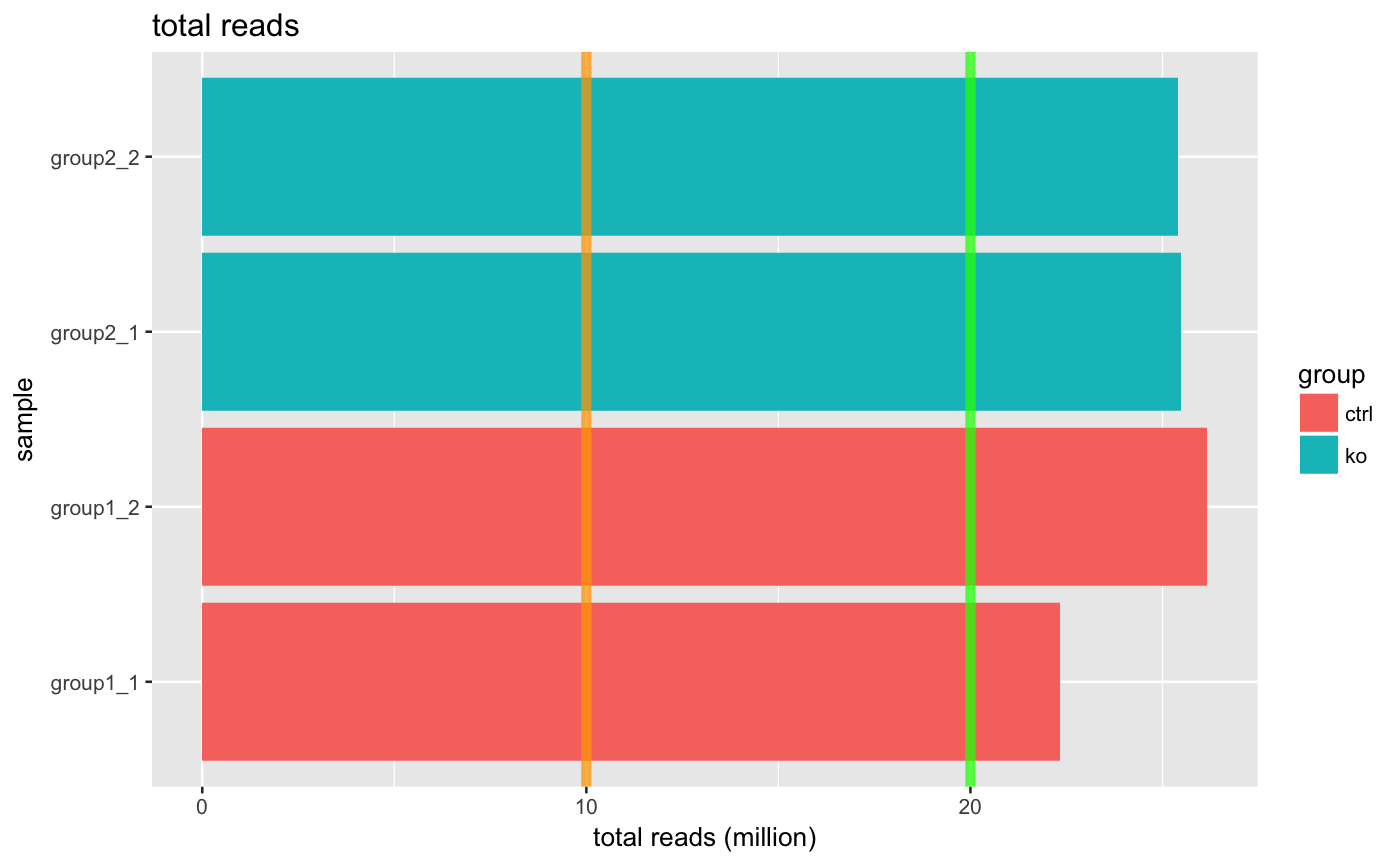 total reads
group2_2
group2_1
group1_2
group1_1
sample
0
10
20
total reads (million)
group
ctrl
ko